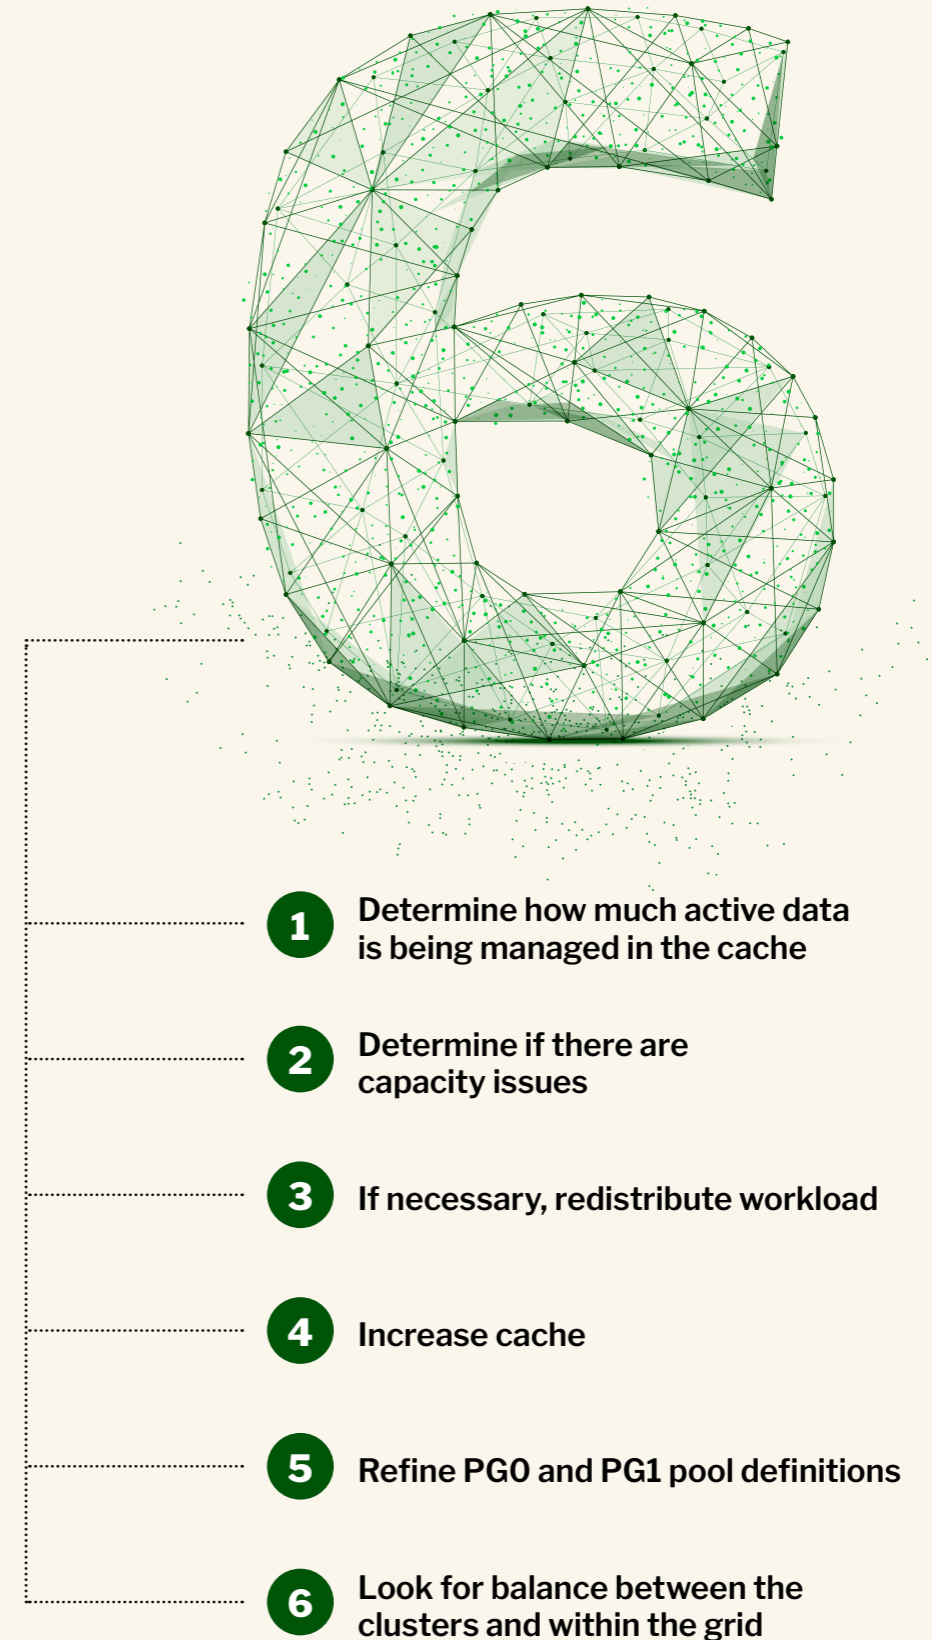 6
1
Determine how much active data
is being managed in the cache
2
Determine if there are
capacity issues
3
If necessary, redistribute workload
4
Increase cache
5
Refine PG0 and PG1 pool definitions
6
Look for balance between the
clusters and within the grid